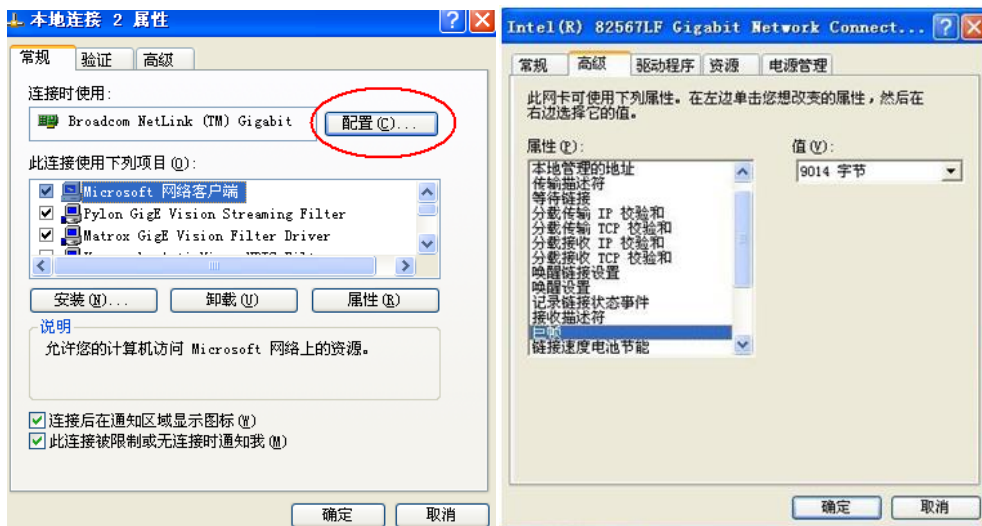 本地连接 2 属性
常规
验证
高级
连接时使用:
Broadcom NetLink (TM) Gigabit
配置(C)...
此连接使用下列项目(O):
Microsoft 网络客户端
Pylon GigE Vision Streaming Filter
Matrox GigE Vision Filter Driver
安装(N)...
卸载(U)
属性(R)
说明
允许您的计算机访问 Microsoft 网络上的资源。
连接后在通知区域显示图标(W)
此连接被限制或无连接时通知我(M)
确定
取消
Intel(R) 82567LF Gigabit Network Connect...
常规
高级
驱动程序
资源
电源管理
此网卡可使用下列属性。在左边单击您想改变的属性，然后在
右边选择它的值。
属性(P):
本地管理的地址
传输描述符
等待链接
分载传输 IP 校验和
分载传输 TCP 校验和
分载接收 IP 校验和
分载接收 TCP 校验和
唤醒链接设置
唤醒设置
记录链接状态事件
接收描述符
巨帧
链接速度电池节能
值(V):
9014 字节
确定
取消